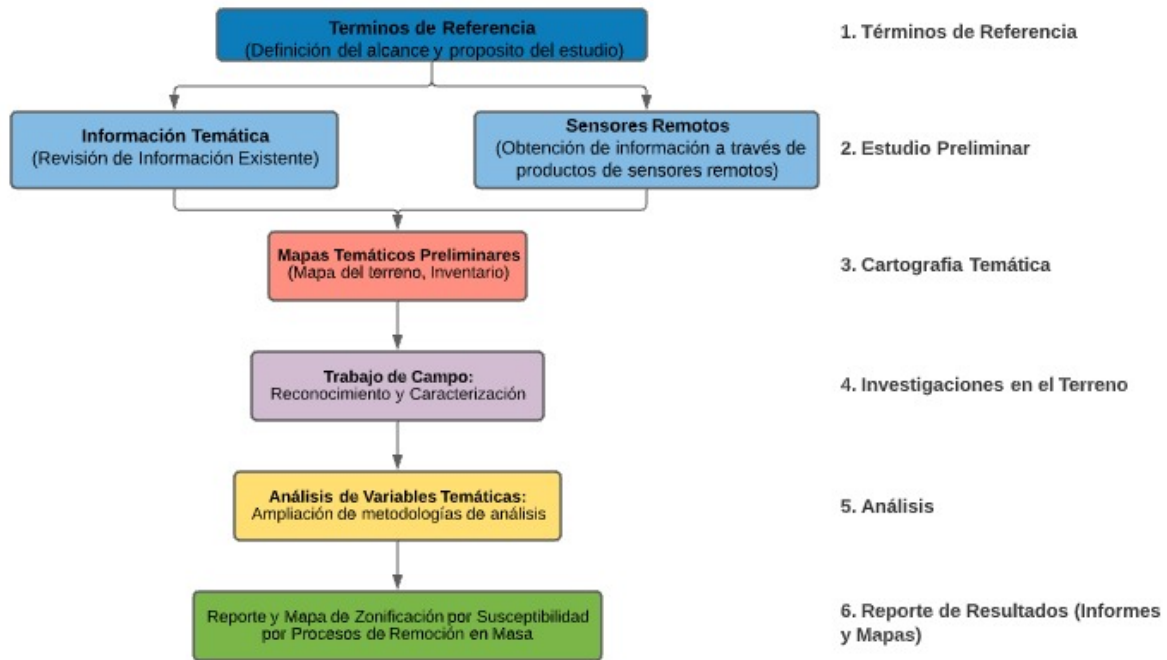 Terminos de Referencia
(Definición del alcance y proposito del estudio)
1. Términos de Referencia
Información Temática
(Revisión de Información Existente)
Sensores Remotos
(Obtención de información a través de
productos de sensores remotos)
2. Estudio Preliminar
Mapas Temáticos Preliminares
(Mapa del terreno, Inventario)
3. Cartografia Temática
Trabajo de Campo:
Reconocimiento y Caracterización
4. Investigaciones en el Terreno
Análisis de Variables Temáticas:
Ampliación de metodologías de análisis
5. Análisis
Reporte y Mapa de Zonificación por Susceptibilidad
por Procesos de Remoción en Masa
6. Reporte de Resultados (Informes
y Mapas)